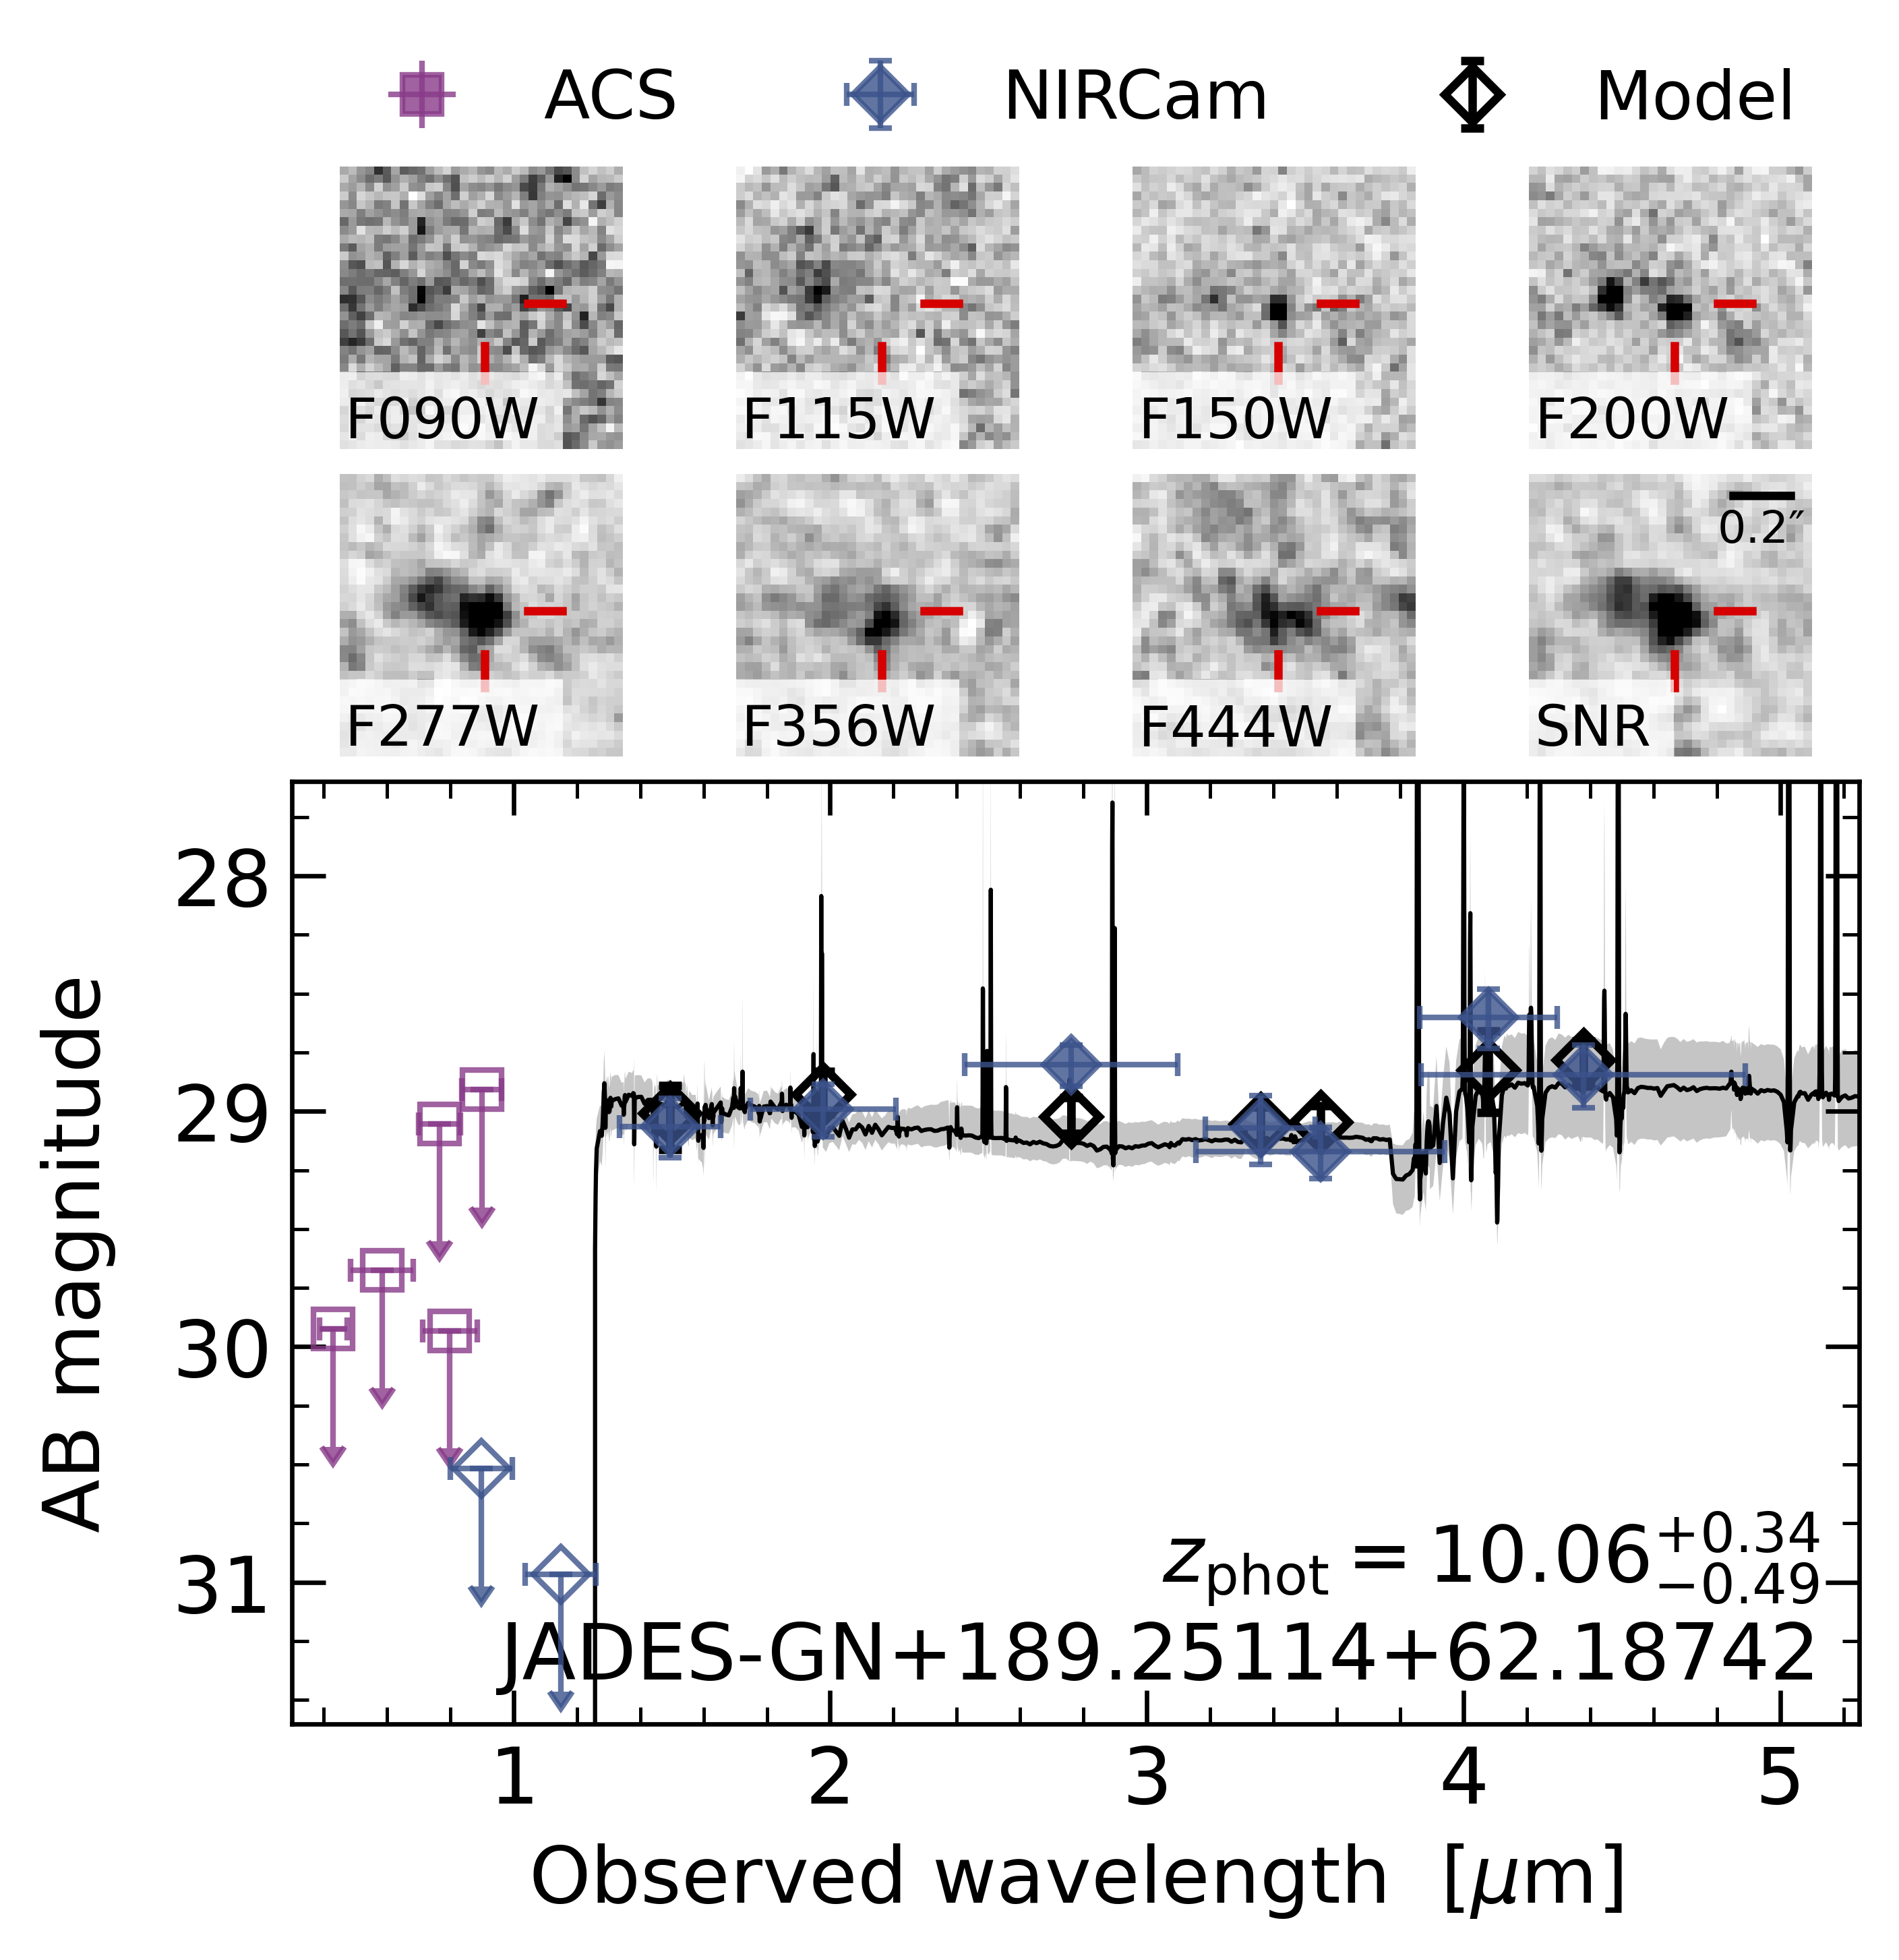 ACS NIRCam Model
F090W F115W F150W F200W
0.2″
F277W F356W F444W SNR
28
29
30
31
AB magnitude
z_phot = 10.06 +0.34 −0.49
JADES-GN+189.25114+62.18742
1 2 3 4 5
Observed wavelength [μm]